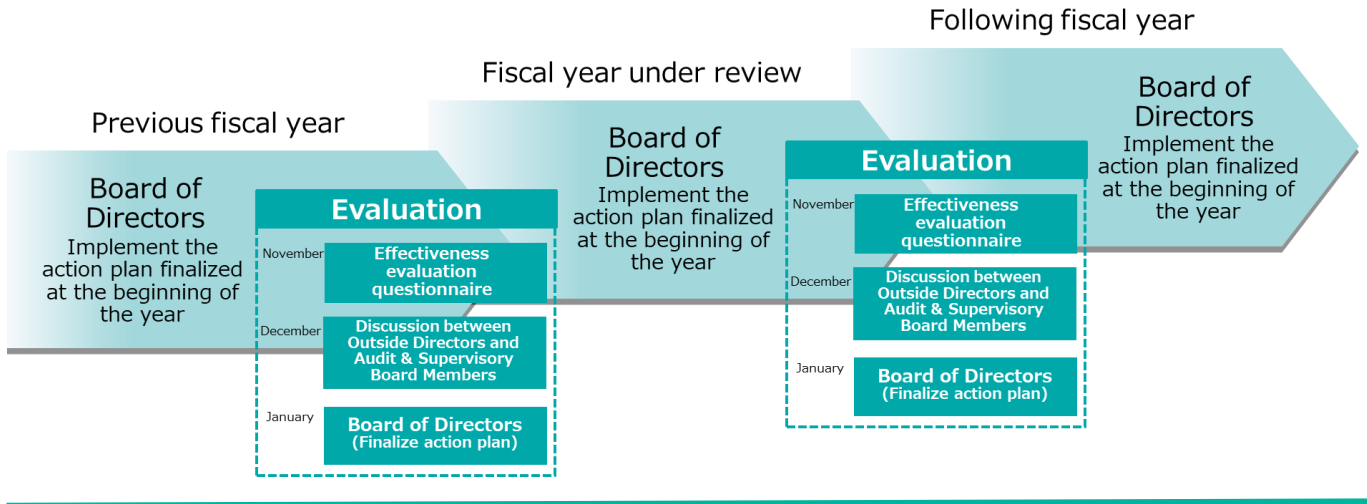 Previous fiscal year
Board of
Directors
Implement the
action plan finalized
at the beginning of
the year
Evaluation
November
Effectiveness
evaluation
questionnaire
December
Discussion between
Outside Directors and
Audit & Supervisory
Board Members
January
Board of Directors
(Finalize action plan)
Fiscal year under review
Board of
Directors
Implement the
action plan finalized
at the beginning of
the year
Evaluation
November
Effectiveness
evaluation
questionnaire
December
Discussion between
Outside Directors and
Audit & Supervisory
Board Members
January
Board of Directors
(Finalize action plan)
Following fiscal year
Board of
Directors
Implement the
action plan finalized
at the beginning of
the year